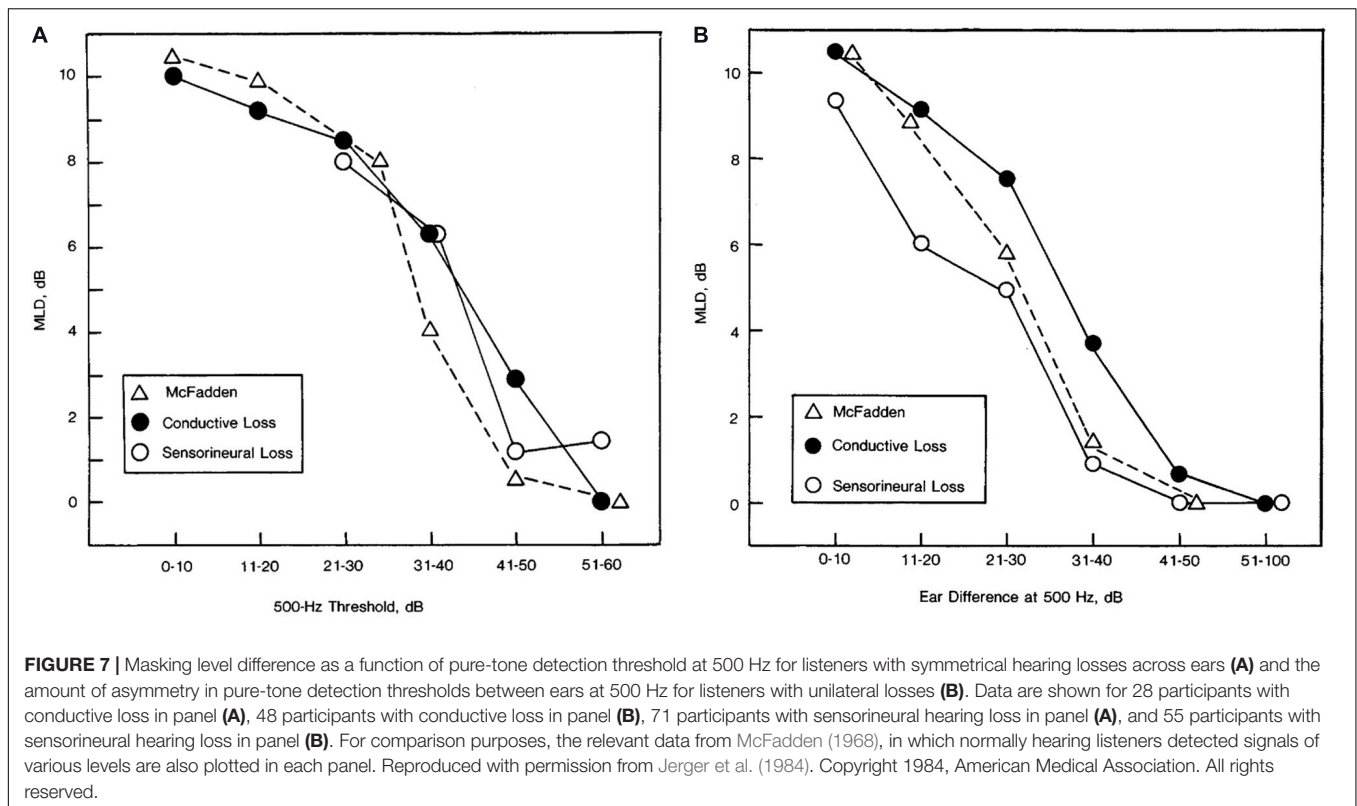 A
10
8
6
4
2
0
MLD, dB
McFadden
Conductive Loss
Sensorineural Loss
0-10 11-20 21-30 31-40 41-50 51-60
500-Hz Threshold, dB
B
10
8
6
4
2
0
MLD, dB
McFadden
Conductive Loss
Sensorineural Loss
0-10 11-20 21-30 31-40 41-50 51-100
Ear Difference at 500 Hz, dB
FIGURE 7 | Masking level difference as a function of pure-tone detection threshold at 500 Hz for listeners with symmetrical hearing losses across ears (A) and the
amount of asymmetry in pure-tone detection thresholds between ears at 500 Hz for listeners with unilateral losses (B). Data are shown for 28 participants with
conductive loss in panel (A), 48 participants with conductive loss in panel (B), 71 participants with sensorineural hearing loss in panel (A), and 55 participants with
sensorineural hearing loss in panel (B). For comparison purposes, the relevant data from McFadden (1968), in which normally hearing listeners detected signals of
various levels are also plotted in each panel. Reproduced with permission from Jerger et al. (1984). Copyright 1984, American Medical Association. All rights
reserved.